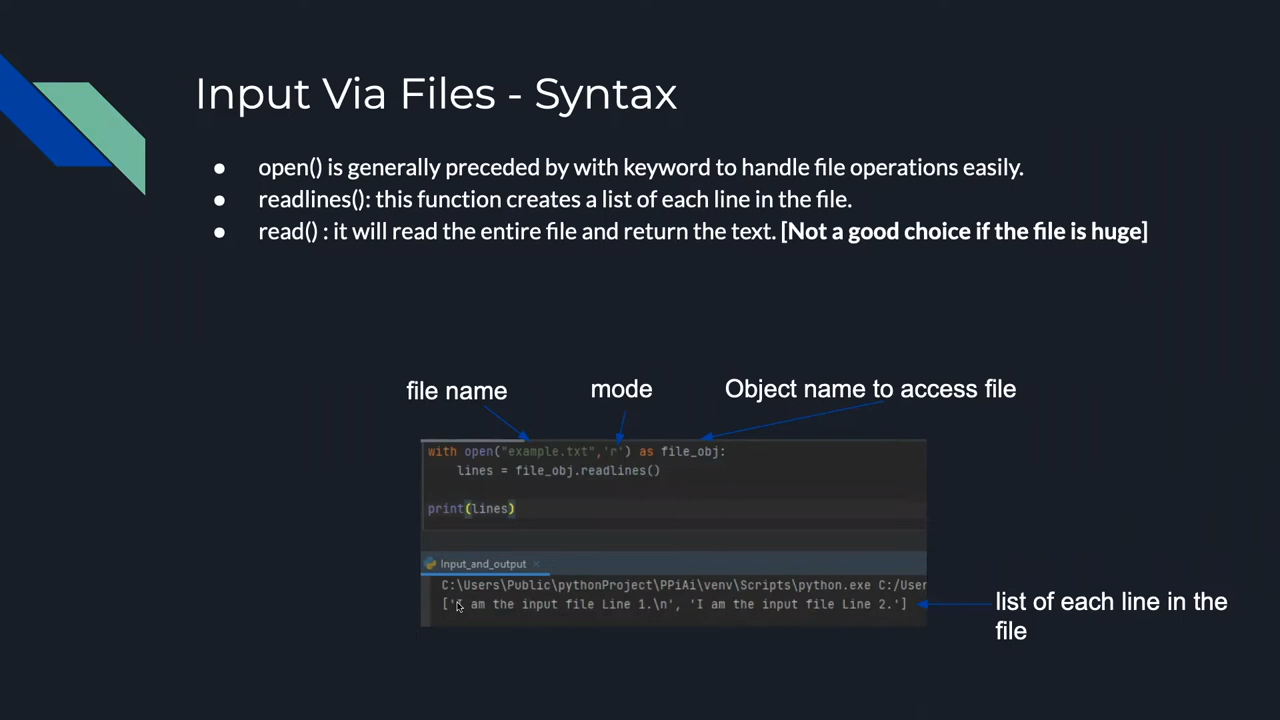 Input Via Files - Syntax
● open() is generally preceded by with keyword to handle file operations easily.
● readlines(): this function creates a list of each line in the file.
● read() : it will read the entire file and return the text. [Not a good choice if the file is huge]
file name
mode
Object name to access file
with open("example.txt",'r') as file_obj:
lines = file_obj.readlines()
print(lines)
Input_and_output ×
C:\Users\Public\pythonProject\PPiAi\venv\Scripts\python.exe C:/User
['I am the input file Line 1.\n', 'I am the input file Line 2.']
list of each line in the
file